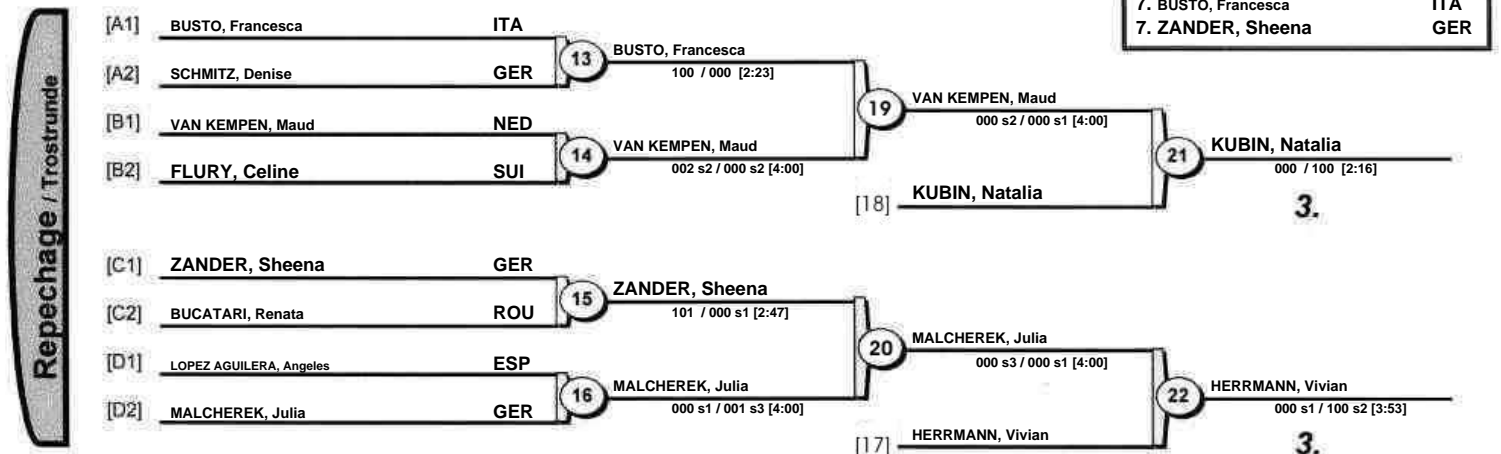 7. BUSTO, Francesca ITA
7. ZANDER, Sheena GER
Repechage / Trostrunde
[A1] BUSTO, Francesca ITA
[A2] SCHMITZ, Denise GER
13
BUSTO, Francesca
100 / 000 [2:23]
[B1] VAN KEMPEN, Maud NED
[B2] FLURY, Celine SUI
14
VAN KEMPEN, Maud
002 s2 / 000 s2 [4:00]
19
VAN KEMPEN, Maud
000 s2 / 000 s1 [4:00]
[18] KUBIN, Natalia
21
KUBIN, Natalia
000 / 100 [2:16]
3.
[C1] ZANDER, Sheena GER
[C2] BUCATARI, Renata ROU
15
ZANDER, Sheena
101 / 000 s1 [2:47]
[D1] LOPEZ AGUILERA, Angeles ESP
[D2] MALCHEREK, Julia GER
16
MALCHEREK, Julia
000 s1 / 001 s3 [4:00]
20
MALCHEREK, Julia
000 s3 / 000 s1 [4:00]
[17] HERRMANN, Vivian
22
HERRMANN, Vivian
000 s1 / 100 s2 [3:53]
3.